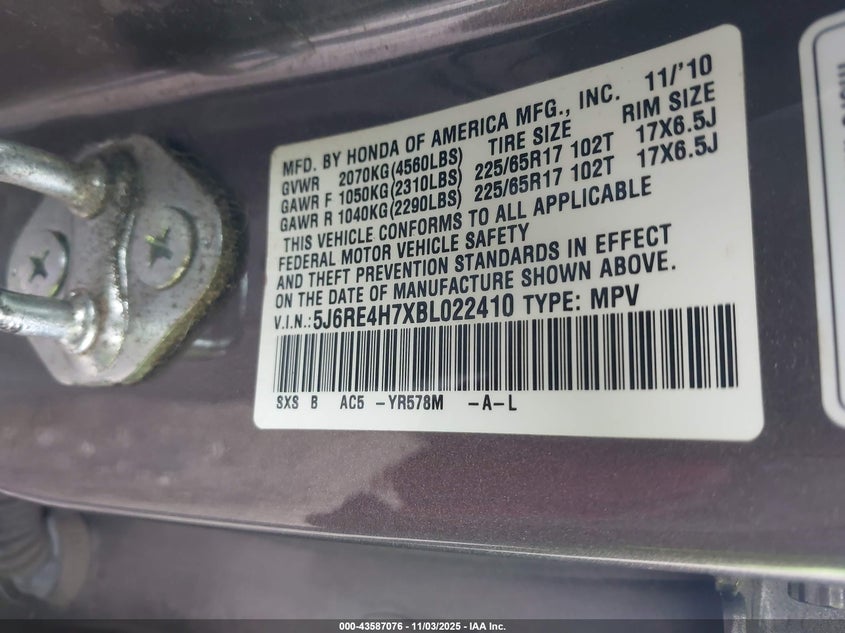 MFD. BY HONDA OF AMERICA MFG., INC. 11/'10
GVWR 2070KG(4560LBS) TIRE SIZE RIM SIZE
GAWR F 1050KG(2310LBS) 225/65R17 102T 17X6.5J
GAWR R 1040KG(2290LBS) 225/65R17 102T 17X6.5J
THIS VEHICLE CONFORMS TO ALL APPLICABLE
FEDERAL MOTOR VEHICLE SAFETY
AND THEFT PREVENTION STANDARDS IN EFFECT
ON THE DATE OF MANUFACTURE SHOWN ABOVE.
V.I.N.:5J6RE4H7XBL022410 TYPE: MPV
SXS B AC5 -YR578M -A-L
000-43587076 - 11/03/2025 - IAA Inc.